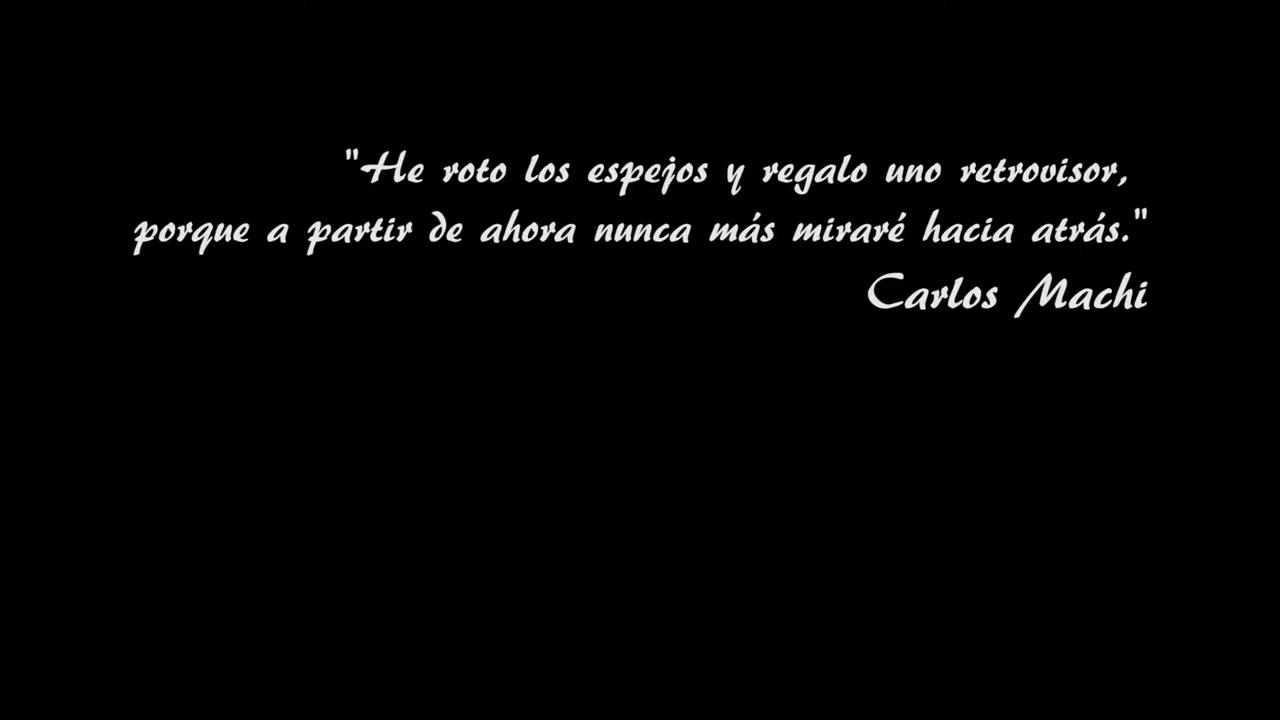 "He roto los espejos y regalo uno retrovisor,
porque a partir de ahora nunca más miraré hacia atrás."
Carlos Machi